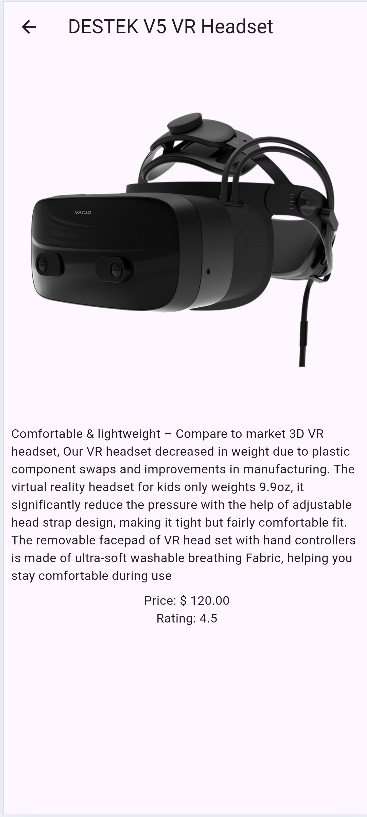 DESTEK V5 VR Headset
VARJO
Comfortable & lightweight – Compare to market 3D VR
headset, Our VR headset decreased in weight due to plastic
component swaps and improvements in manufacturing. The
virtual reality headset for kids only weights 9.9oz, it
significantly reduce the pressure with the help of adjustable
head strap design, making it tight but fairly comfortable fit.
The removable facepad of VR head set with hand controllers
is made of ultra-soft washable breathing Fabric, helping you
stay comfortable during use
Price: $ 120.00
Rating: 4.5